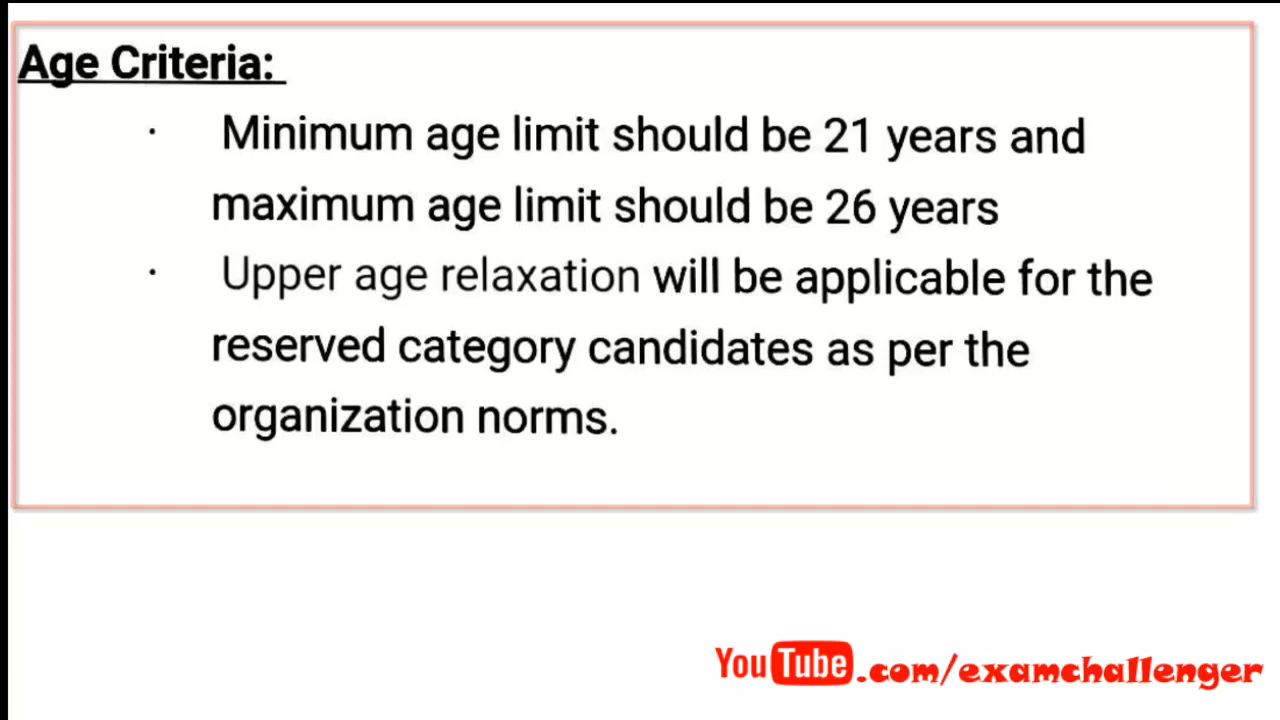 Age Criteria:
· Minimum age limit should be 21 years and
maximum age limit should be 26 years
· Upper age relaxation will be applicable for the
reserved category candidates as per the
organization norms.
YouTube.com/examchallenger